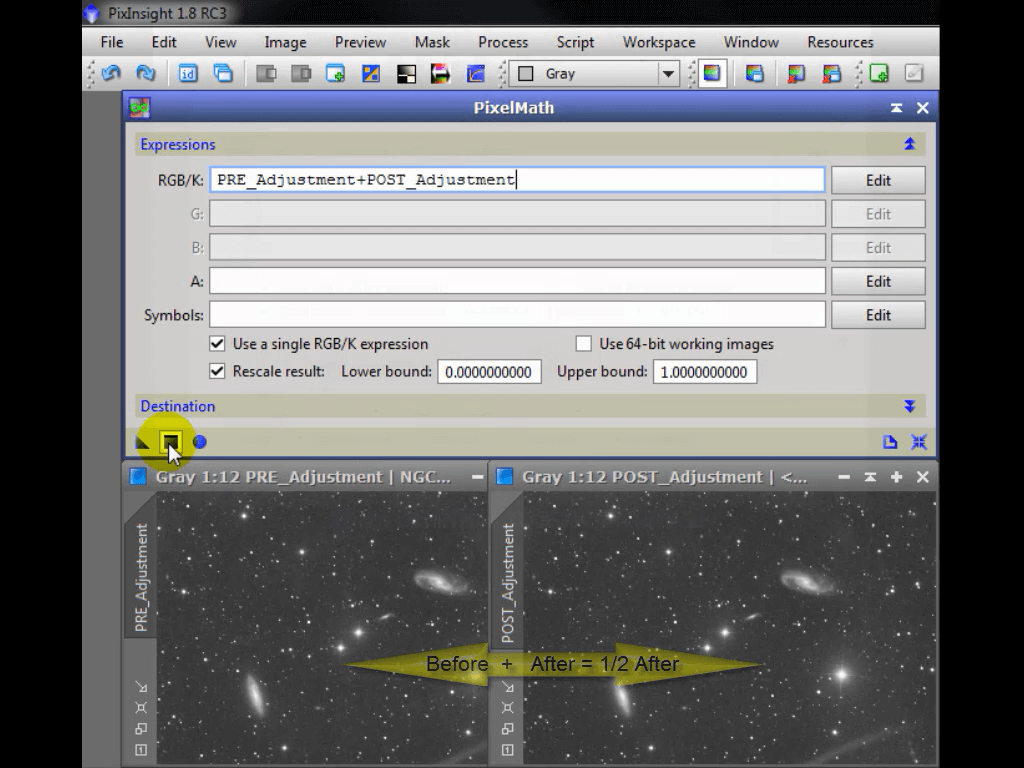 PixInsight 1.8 RC3
File Edit View Image Preview Mask Process Script Workspace Window Resources
id Gray
PixelMath
Expressions
RGB/K: PRE_Adjustment+POST_Adjustment Edit
G: Edit
B: Edit
A: Edit
Symbols: Edit
Use a single RGB/K expression Use 64-bit working images
Rescale result: Lower bound: 0.0000000000 Upper bound: 1.0000000000
Destination
Gray 1:12 PRE_Adjustment | NGC... Gray 1:12 POST_Adjustment | <...
PRE_Adjustment
POST_Adjustment
Before + After = 1/2 After
1 1